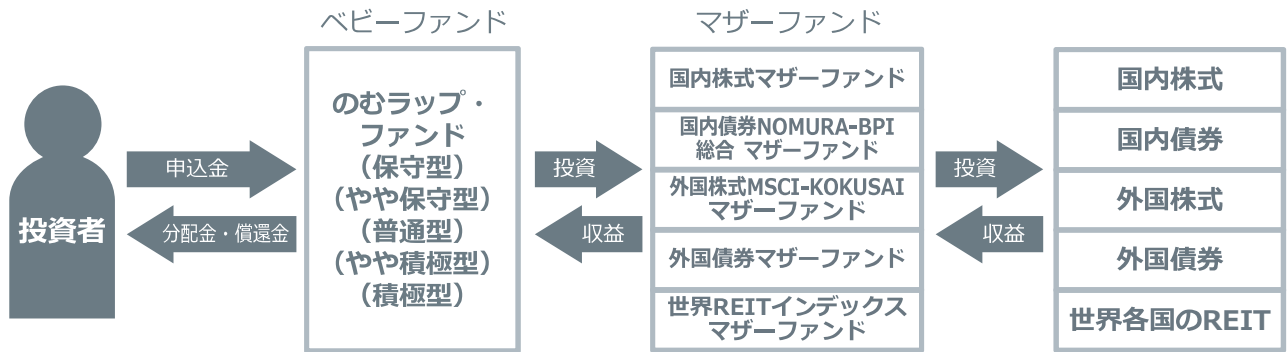 ベビーファンド
マザーファンド
投資者
申込金
分配金・償還金
のむラップ・
ファンド
(保守型)
(やや保守型)
(普通型)
(やや積極型)
(積極型)
投資
収益
国内株式マザーファンド
国内債券NOMURA-BPI
総合 マザーファンド
外国株式MSCI-KOKUSAI
マザーファンド
外国債券マザーファンド
世界REITインデックス
マザーファンド
投資
収益
国内株式
国内債券
外国株式
外国債券
世界各国のREIT